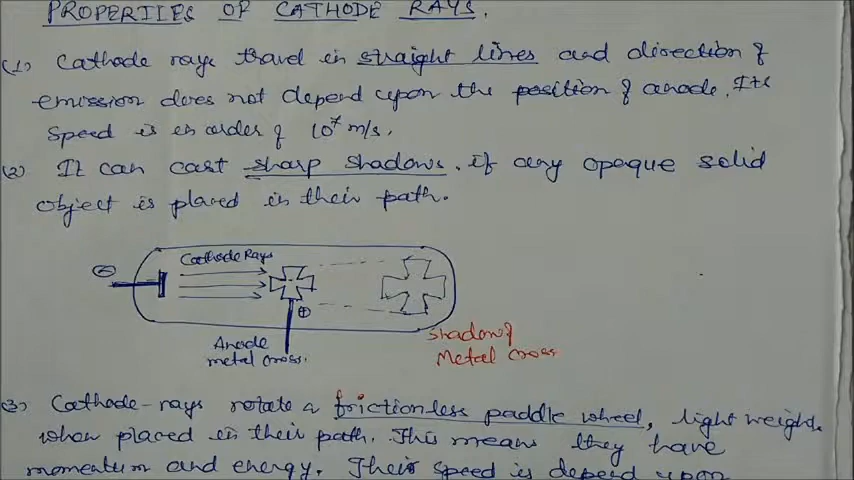 PROPERTIES OF CATHODE RAYS.
(1) Cathode rays travel in straight lines and direction of
emission does not depend upon the position of anode. Its
speed is in order of 10⁷ m/s.
(2) It can cast sharp shadows. if any opaque solid
object is placed in their path.
Cathode Rays
⊖
⊕
Anode
metal cross.
Shadow of
Metal cross
(3) Cathode-rays rotate a frictionless paddle wheel, light weight.
when placed in their path. This means they have
momentum and energy. Their speed is depend upon